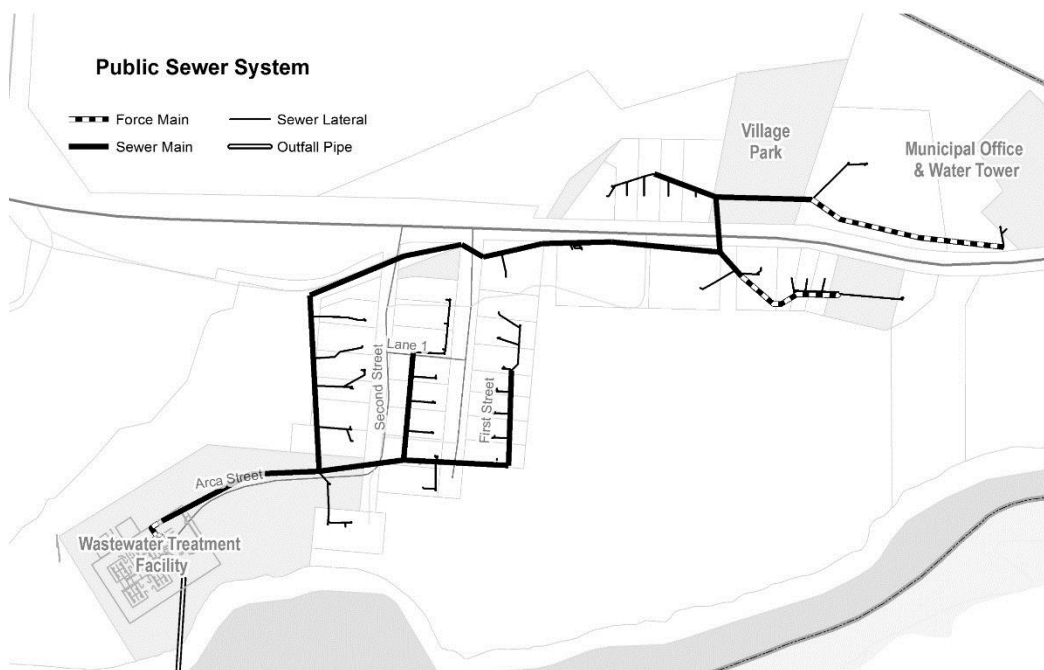 Public Sewer System
Force Main
Sewer Lateral
Sewer Main
Outfall Pipe
Village
Park
Municipal Office
& Water Tower
Lane 1
Second Street
First Street
Arca Street
Wastewater Treatment
Facility